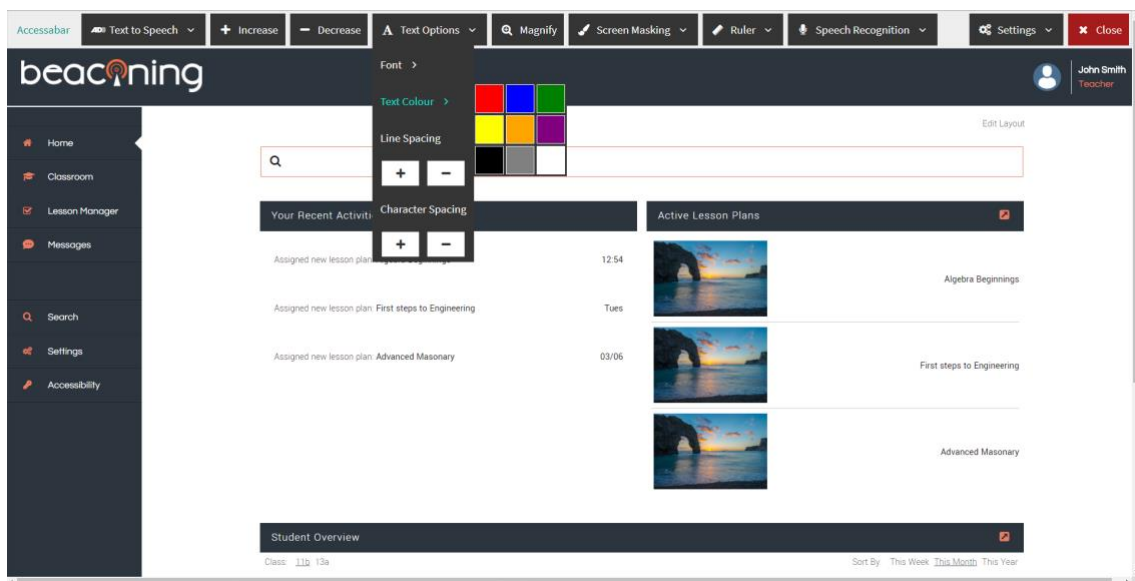 Accessabar Text to Speech Increase Decrease Text Options Magnify Screen Masking Ruler Speech Recognition Settings Close
beaconing
John Smith
Teacher
Font
Text Colour
Line Spacing
+ −
Character Spacing
+ −
Edit Layout
Home
Classroom
Lesson Manager
Messages
Search
Settings
Accessibility
Your Recent Activiti
Assigned new lesson plan 12:54
Assigned new lesson plan: First steps to Engineering Tues
Assigned new lesson plan: Advanced Masonary 03/06
Active Lesson Plans
Algebra Beginnings
First steps to Engineering
Advanced Masonary
Student Overview
Class: 11b 13a Sort By This Week This Month This Year